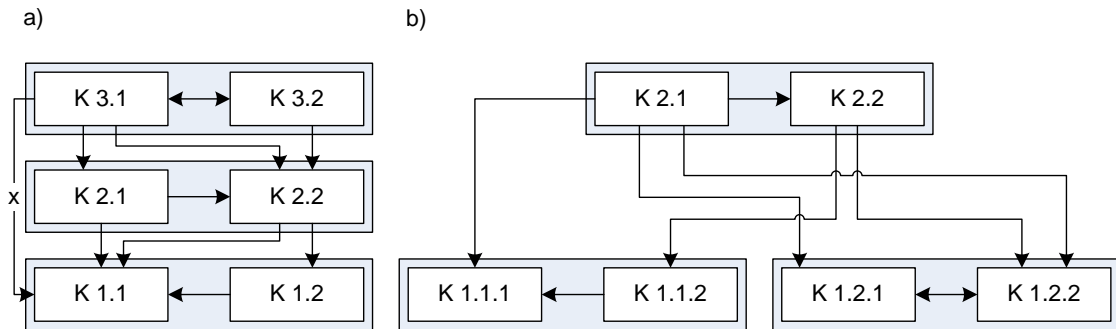 a)
K 3.1
K 3.2
K 2.1
K 2.2
x
K 1.1
K 1.2
b)
K 2.1
K 2.2
K 1.1.1
K 1.1.2
K 1.2.1
K 1.2.2